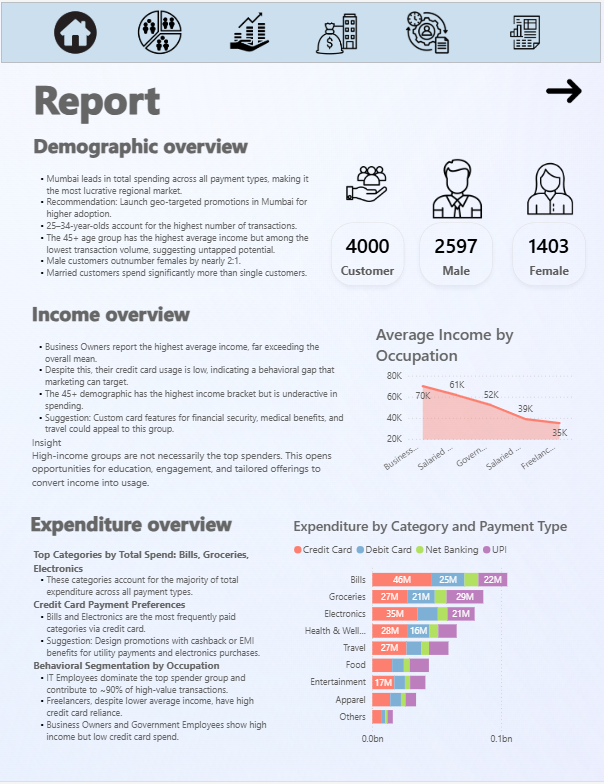 Report
Demographic overview
• Mumbai leads in total spending across all payment types, making it
the most lucrative regional market.
• Recommendation: Launch geo-targeted promotions in Mumbai for
higher adoption.
• 25–34-year-olds account for the highest number of transactions.
• The 45+ age group has the highest average income but among the
lowest transaction volume, suggesting untapped potential.
• Male customers outnumber females by nearly 2:1.
• Married customers spend significantly more than single customers.
4000
Customer
2597
Male
1403
Female
Income overview
• Business Owners report the highest average income, far exceeding the
overall mean.
• Despite this, their credit card usage is low, indicating a behavioral gap that
marketing can target.
• The 45+ demographic has the highest income bracket but is underactive in
spending.
• Suggestion: Custom card features for financial security, medical benefits, and
travel could appeal to this group.
Insight
High-income groups are not necessarily the top spenders. This opens
opportunities for education, engagement, and tailored offerings to
convert income into usage.
Average Income by
Occupation
80K
60K
40K
20K
70K
61K
52K
39K
35K
Business...
Salaried ...
Govern...
Salaried ...
Freelanc...
Expenditure overview
Top Categories by Total Spend: Bills, Groceries,
Electronics
• These categories account for the majority of total
expenditure across all payment types.
Credit Card Payment Preferences
• Bills and Electronics are the most frequently paid
categories via credit card.
• Suggestion: Design promotions with cashback or EMI
benefits for utility payments and electronics purchases.
Behavioral Segmentation by Occupation
• IT Employees dominate the top spender group and
contribute to ~90% of high-value transactions.
• Freelancers, despite lower average income, have high
credit card reliance.
• Business Owners and Government Employees show high
income but low credit card spend.
Expenditure by Category and Payment Type
Credit Card Debit Card Net Banking UPI
Bills 46M 25M 22M
Groceries 27M 21M 29M
Electronics 35M 21M
Health & Well... 28M 16M
Travel 27M
Food
Entertainment 17M
Apparel
Others
0.0bn 0.1bn